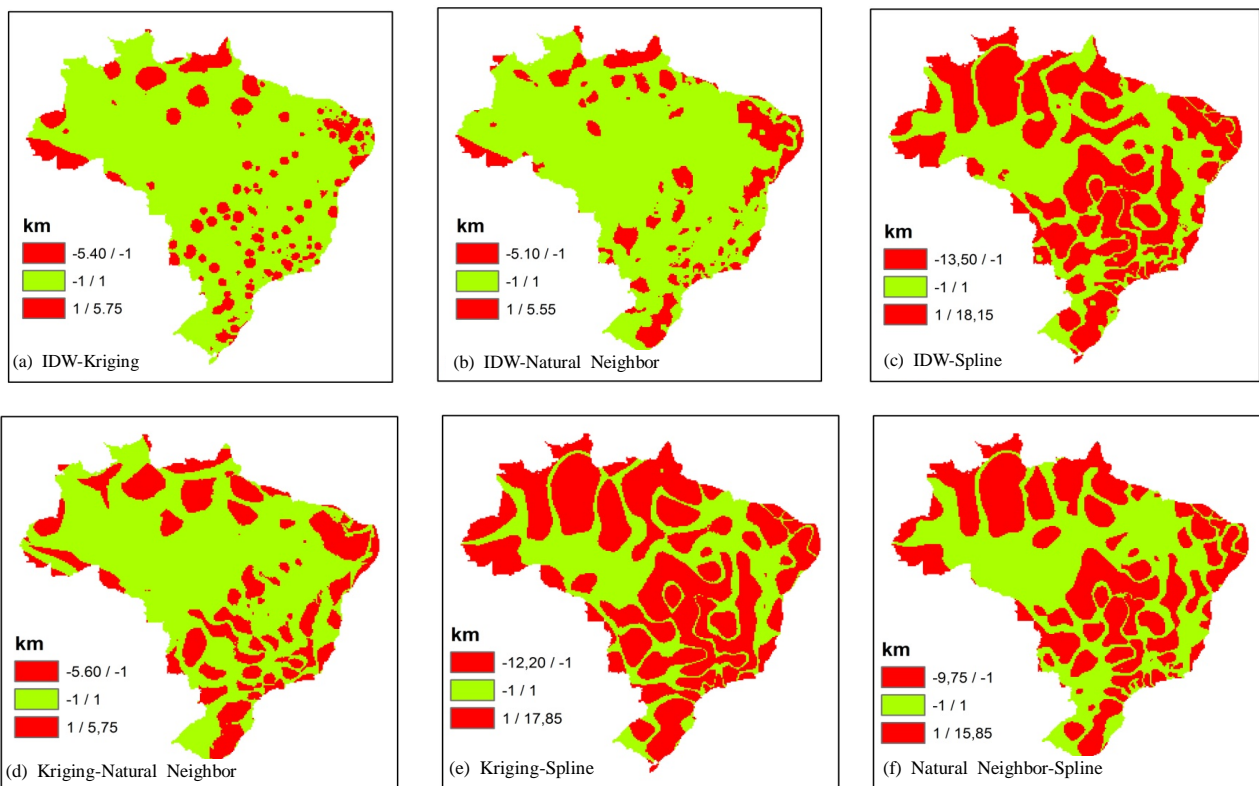 km
-5.40 / -1
-1 / 1
1 / 5.75
(a) IDW-Kriging
km
-5.10 / -1
-1 / 1
1 / 5.55
(b) IDW-Natural Neighbor
km
-13,50 / -1
-1 / 1
1 / 18,15
(c) IDW-Spline
km
-5.60 / -1
-1 / 1
1 / 5,75
(d) Kriging-Natural Neighbor
km
-12,20 / -1
-1 / 1
1 / 17,85
(e) Kriging-Spline
km
-9,75 / -1
-1 / 1
1 / 15,85
(f) Natural Neighbor-Spline